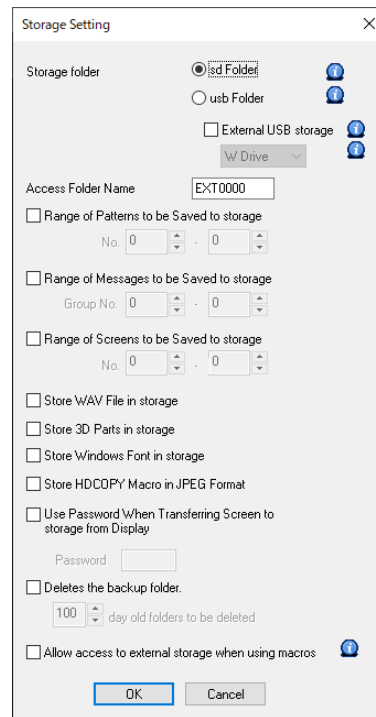 Storage Setting
Storage folder
sd Folder
usb Folder
External USB storage
W Drive
Access Folder Name EXT0000
Range of Patterns to be Saved to storage
No. 0 - 0
Range of Messages to be Saved to storage
Group No. 0 - 0
Range of Screens to be Saved to storage
No. 0 - 0
Store WAV File in storage
Store 3D Parts in storage
Store Windows Font in storage
Store HDCOPY Macro in JPEG Format
Use Password When Transferring Screen to
storage from Display
Password
Deletes the backup folder.
100 day old folders to be deleted
Allow access to external storage when using macros
OK Cancel